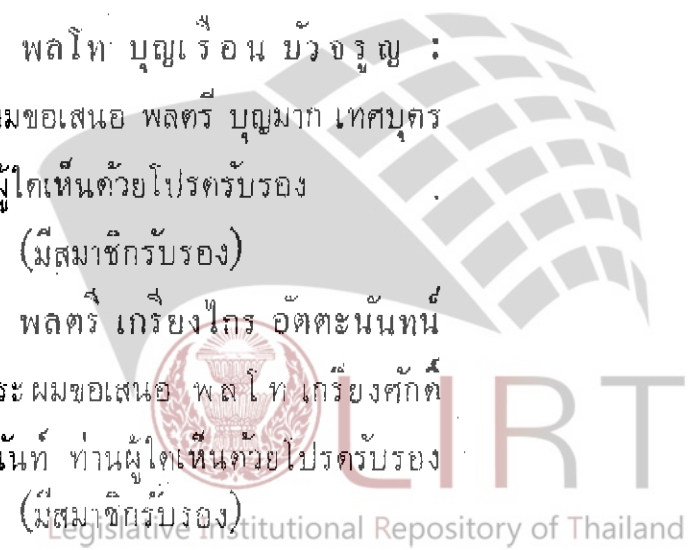 พลโท บุญเรือน บัวจรูญ :
ผมขอเสนอ พลตรี บุญมาก เทศบุตร
ผู้ใดเห็นด้วยโปรดรับรอง
(มีสมาชิกรับรอง)
พลตรี เกรียงไกร อัตตะนันทน์
ระผมขอเสนอ พลโท เกรียงศักดิ์
นันท์ ท่านผู้ใดเห็นด้วยโปรดรับรอง
(มีสมาชิกรับรอง)
LIRT
Legislative Institutional Repository of Thailand